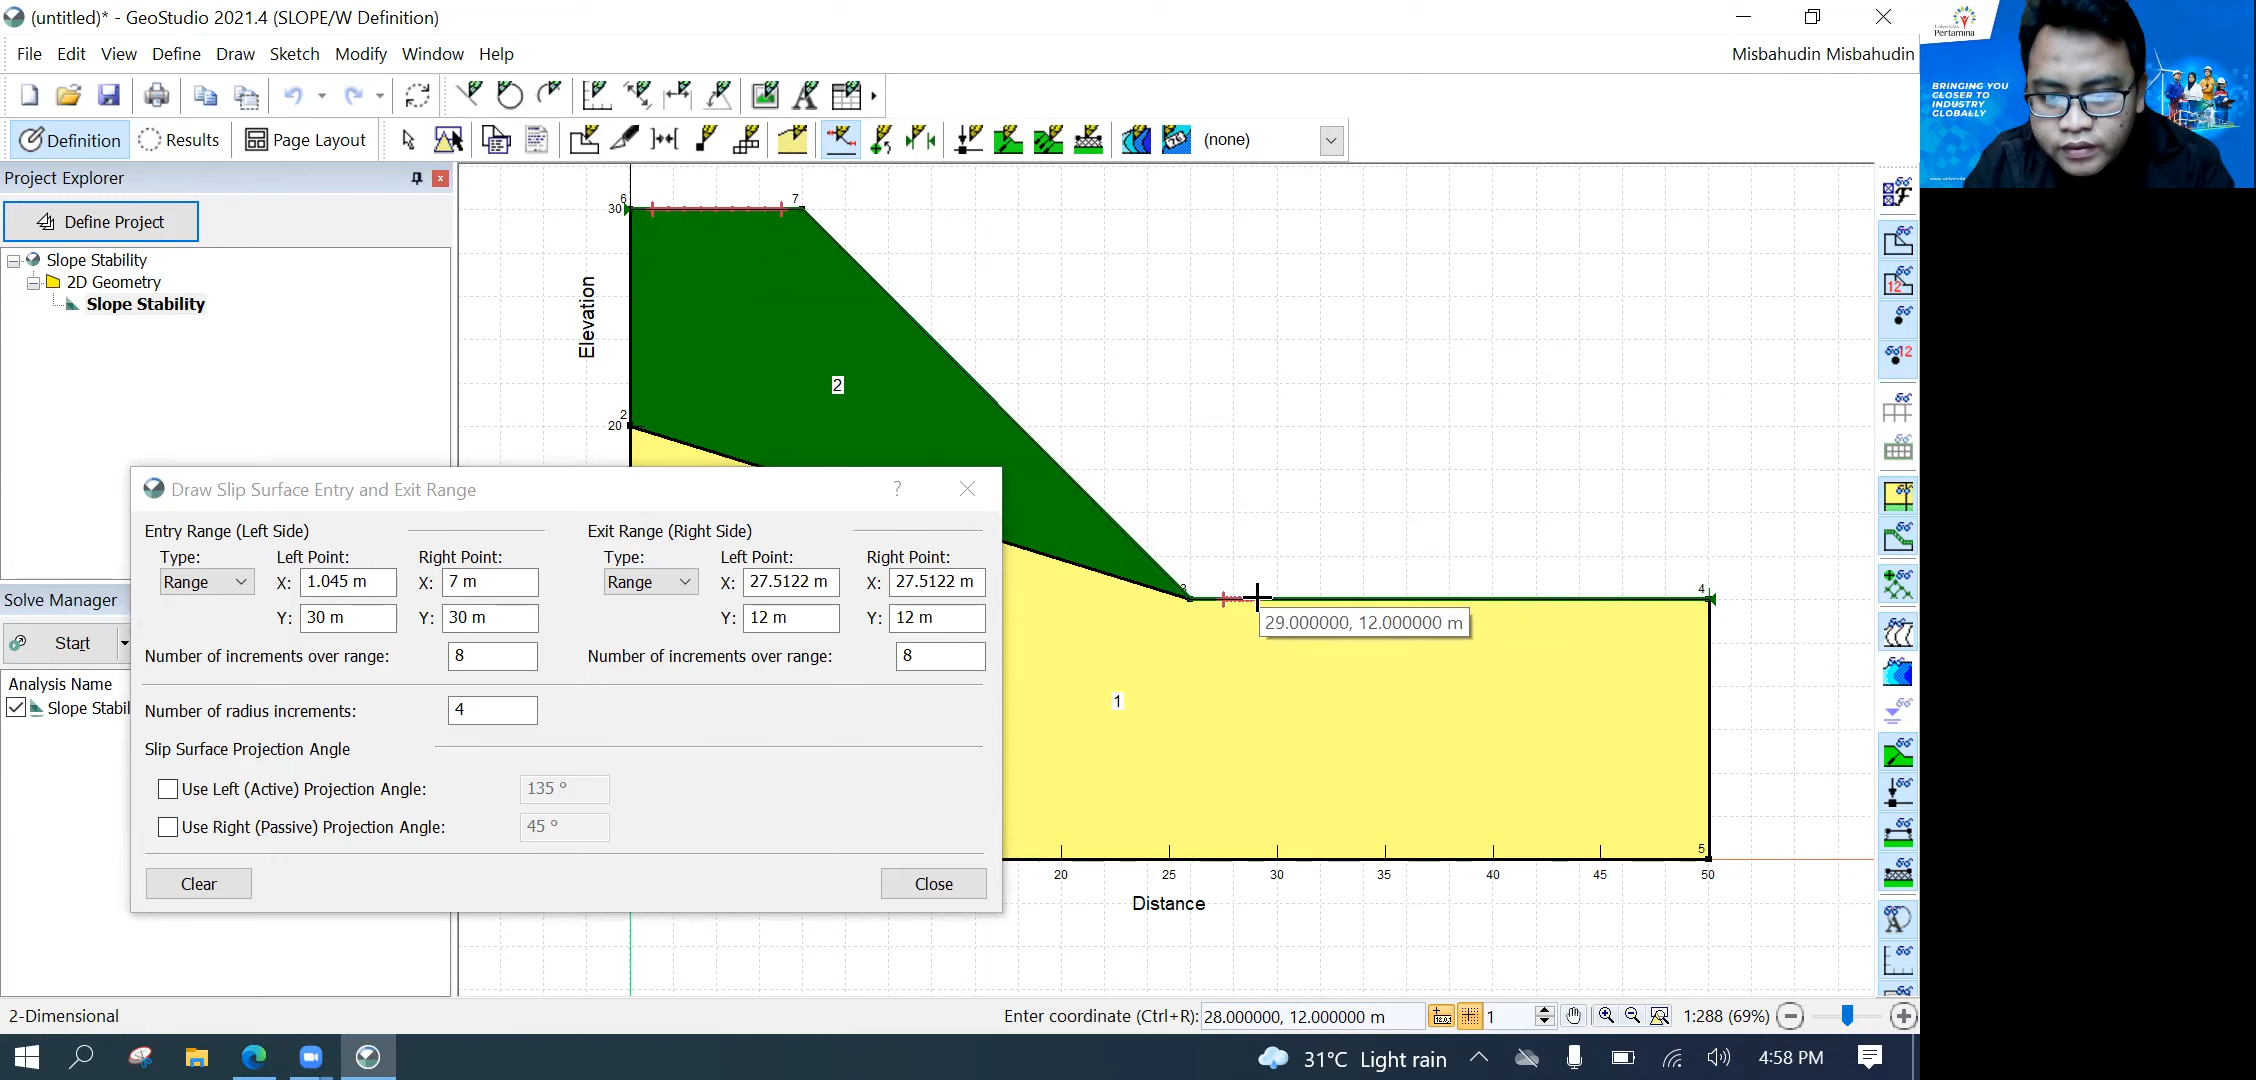 (untitled)* - GeoStudio 2021.4 (SLOPE/W Definition)
File Edit View Define Draw Sketch Modify Window Help
Misbahudin Misbahudin
Definition Results Page Layout (none)
Project Explorer
Define Project
Slope Stability
2D Geometry
Slope Stability
Solve Manager
Start
Analysis Name
Slope Stabil
Elevation
30
20
6
7
2
2
4
1
5
20 25 30 35 40 45 50
Distance
29.000000, 12.000000 m
Draw Slip Surface Entry and Exit Range
?
Entry Range (Left Side)
Type: Left Point: Right Point:
Range X: 1.045 m X: 7 m
Y: 30 m Y: 30 m
Number of increments over range: 8
Exit Range (Right Side)
Type: Left Point: Right Point:
Range X: 27.5122 m X: 27.5122 m
Y: 12 m Y: 12 m
Number of increments over range: 8
Number of radius increments: 4
Slip Surface Projection Angle
Use Left (Active) Projection Angle: 135 °
Use Right (Passive) Projection Angle: 45 °
Clear Close
2-Dimensional
Enter coordinate (Ctrl+R): 28.000000, 12.000000 m
1
1:288 (69%)
31°C Light rain
4:58 PM
Pertamina
BRINGING YOU
CLOSER TO
INDUSTRY
GLOBALLY